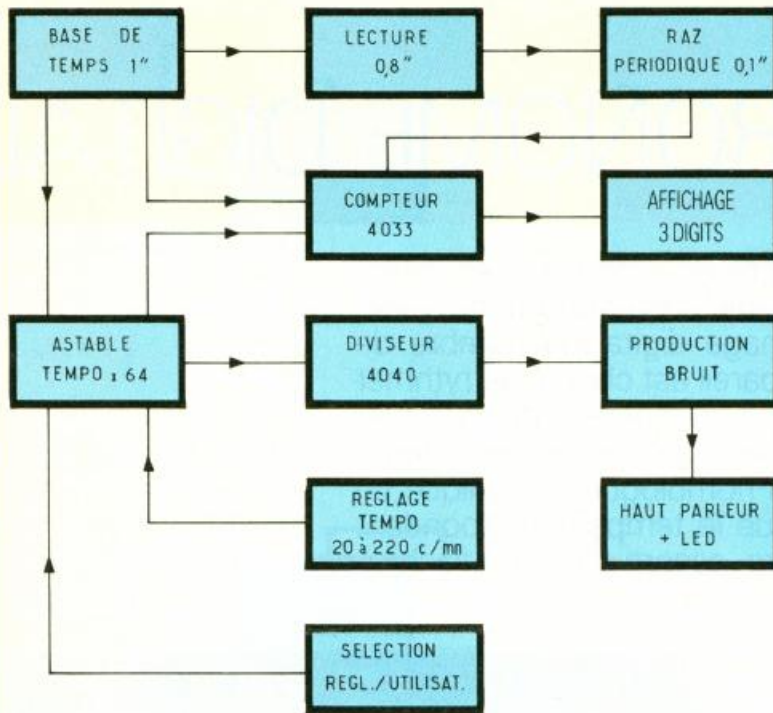 BASE DE
TEMPS 1"
LECTURE
0,8"
RAZ
PERIODIQUE 0,1"
COMPTEUR
4033
AFFICHAGE
3 DIGITS
ASTABLE
TEMPO x 64
DIVISEUR
4040
PRODUCTION
BRUIT
REGLAGE
TEMPO
20 à 220 c/mn
HAUT PARLEUR
+ LED
SELECTION
REGL./UTILISAT.